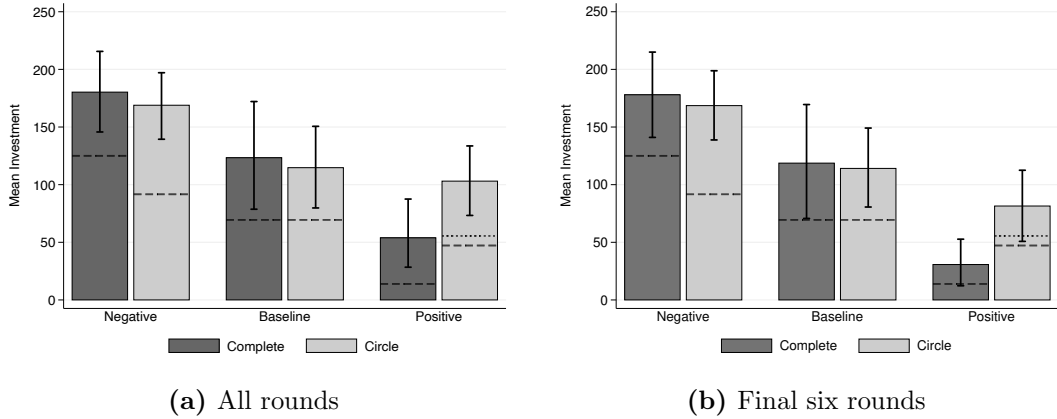 250
200
150
100
50
0
Mean Investment
Negative Baseline Positive
Complete Circle
(a) All rounds
250
200
150
100
50
0
Mean Investment
Negative Baseline Positive
Complete Circle
(b) Final six rounds